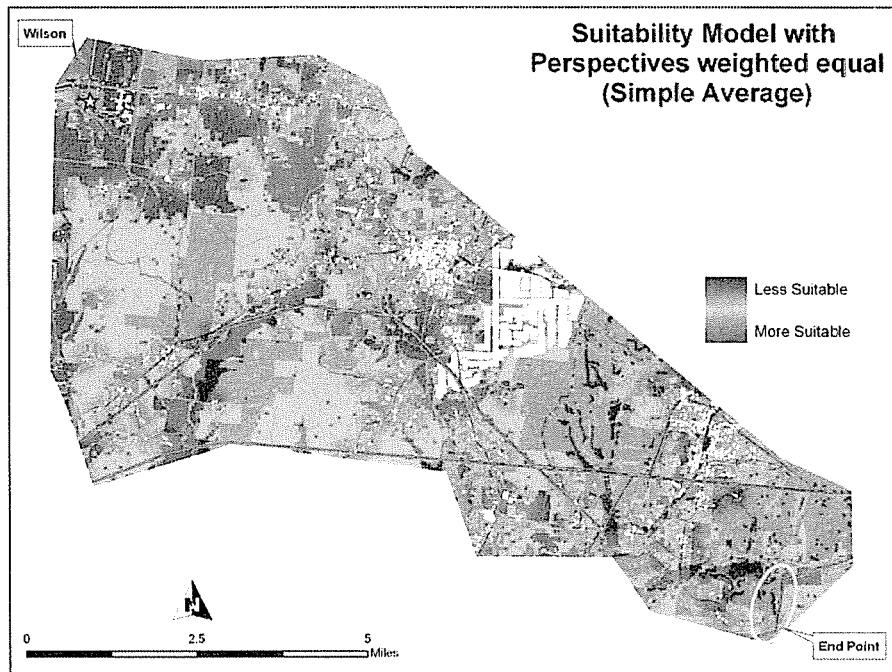 Wilson
Suitability Model with
Perspectives weighted equal
(Simple Average)
Less Suitable
More Suitable
N
0 2.5 5
Miles
End Point